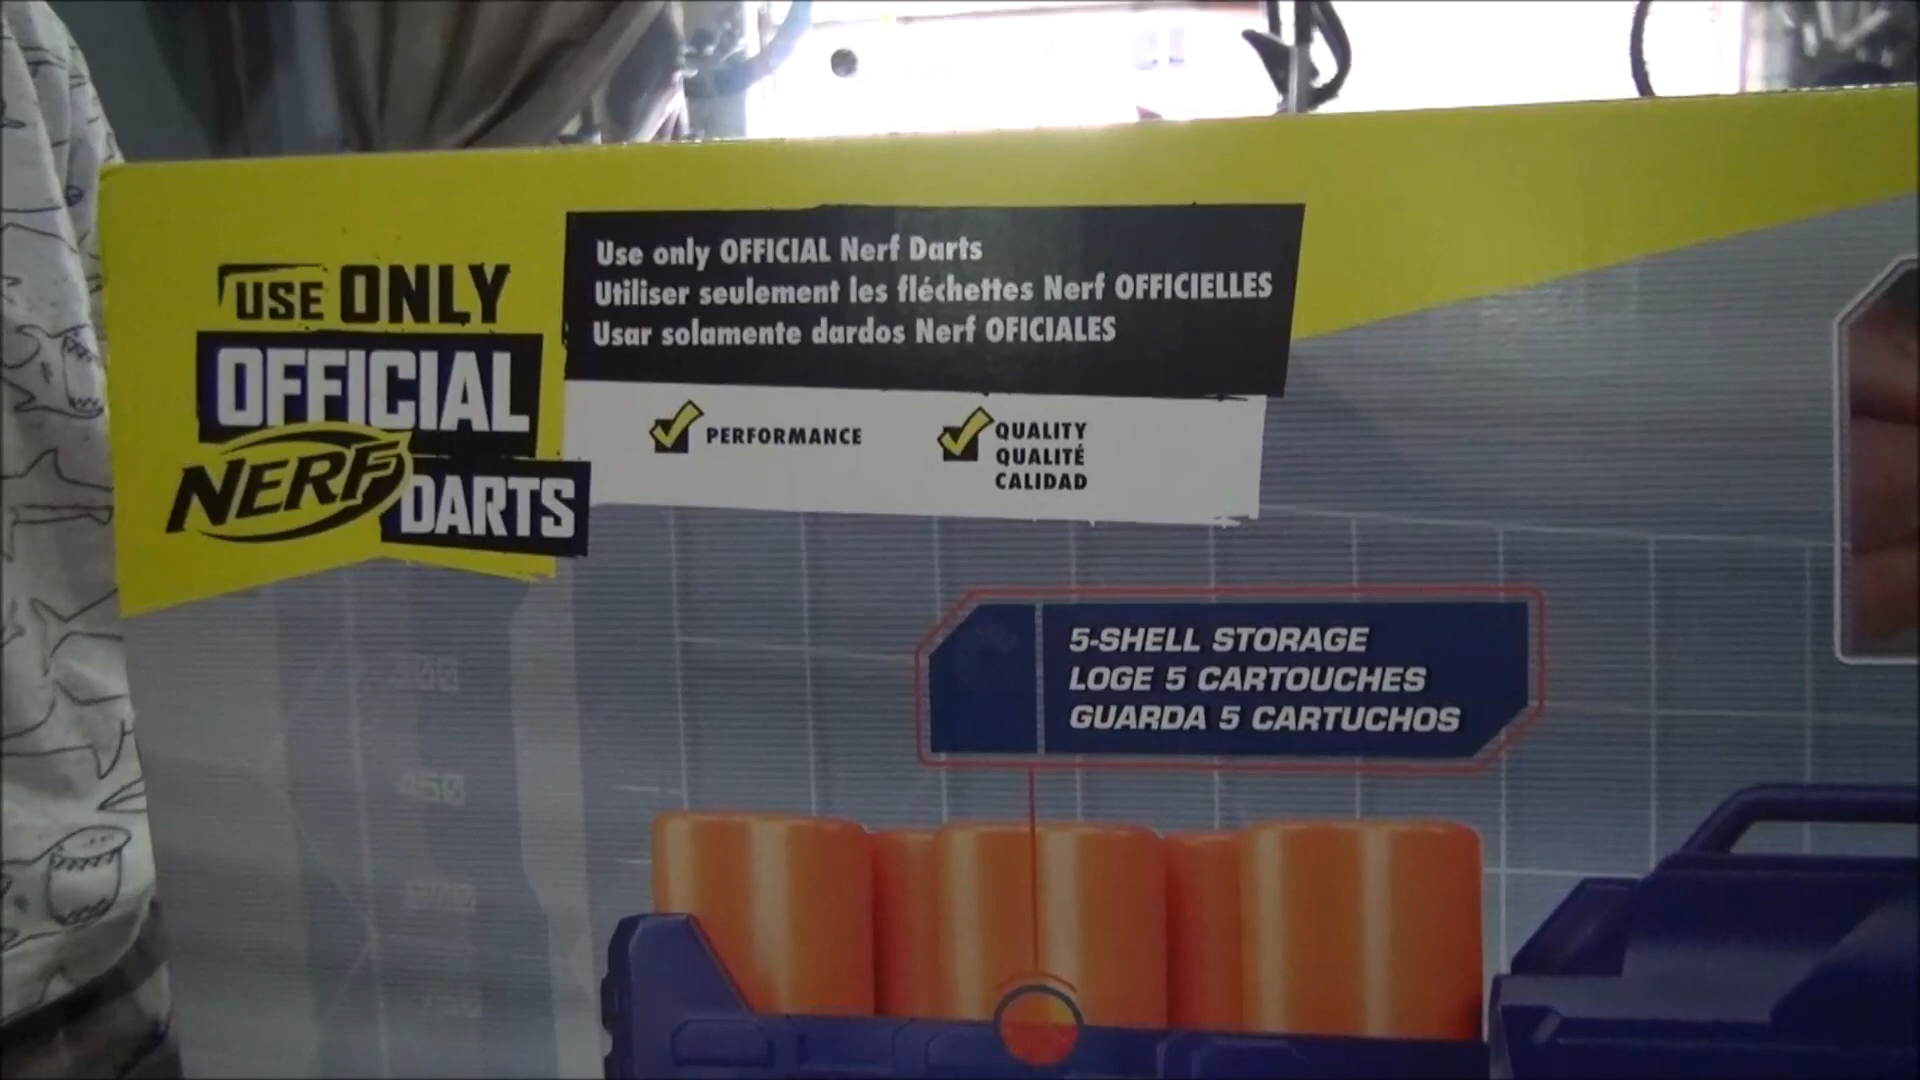 USE ONLY
OFFICIAL
NERF
DARTS
Use only OFFICIAL Nerf Darts
Utiliser seulement les fléchettes Nerf OFFICIELLES
Usar solamente dardos Nerf OFICIALES
PERFORMANCE
QUALITY
QUALITÉ
CALIDAD
5-SHELL STORAGE
LOGE 5 CARTOUCHES
GUARDA 5 CARTUCHOS